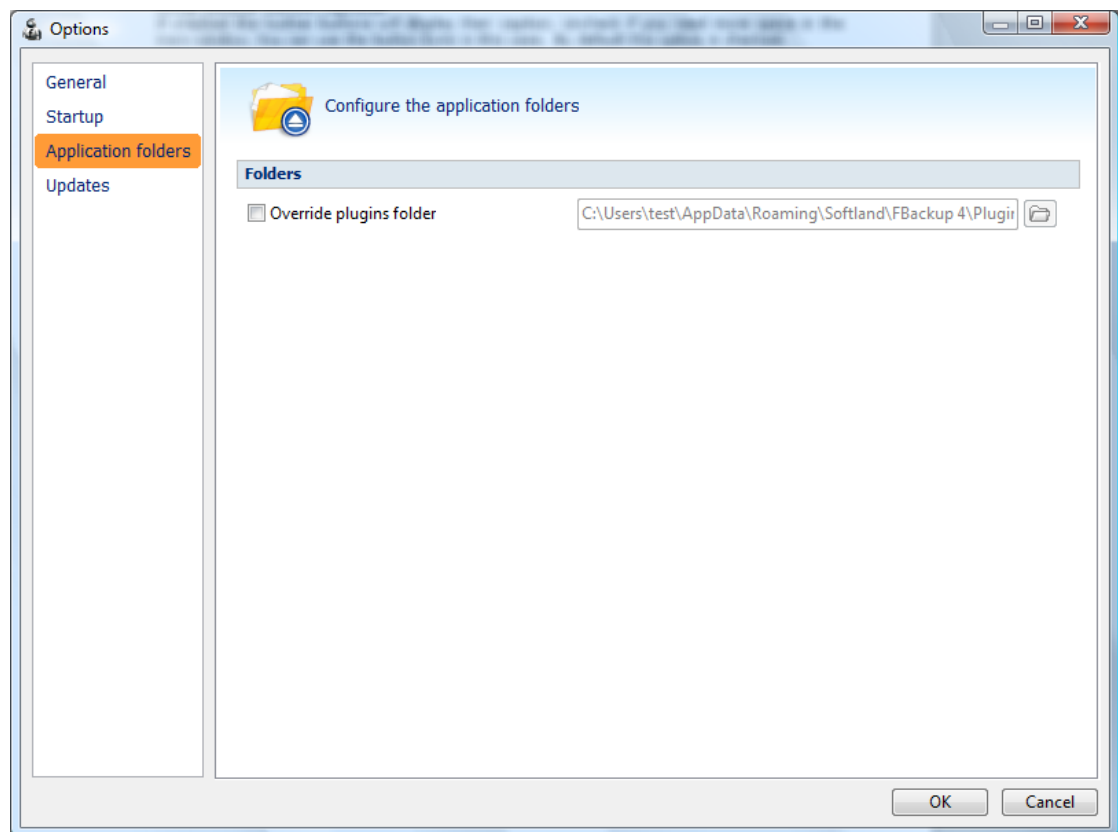 Options
General
Startup
Application folders
Updates
Configure the application folders
Folders
Override plugins folder
C:\Users\test\AppData\Roaming\Softland\FBackup 4\Plugin
OK
Cancel